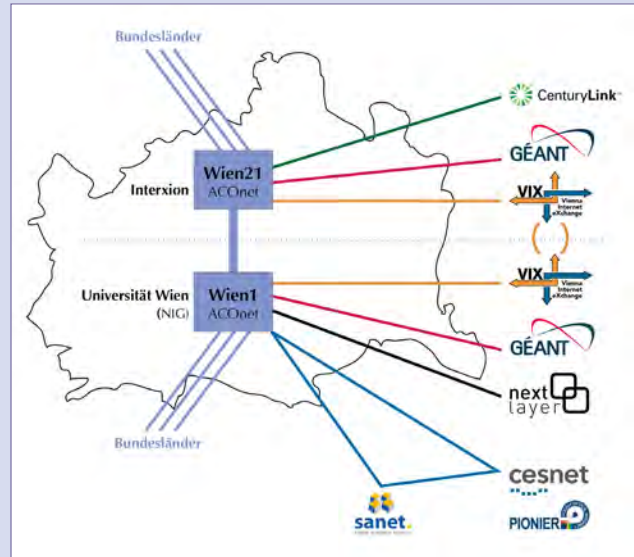 Bundesländer
CenturyLink™
GÉANT
Wien21
ACOnet
Interxion
VIX
Vienna
Internet
eXchange
VIX
Vienna
Internet
eXchange
Universität Wien
(NIG)
Wien1
ACOnet
GÉANT
next
layer
Bundesländer
cesnet
sanet.
PIONIER